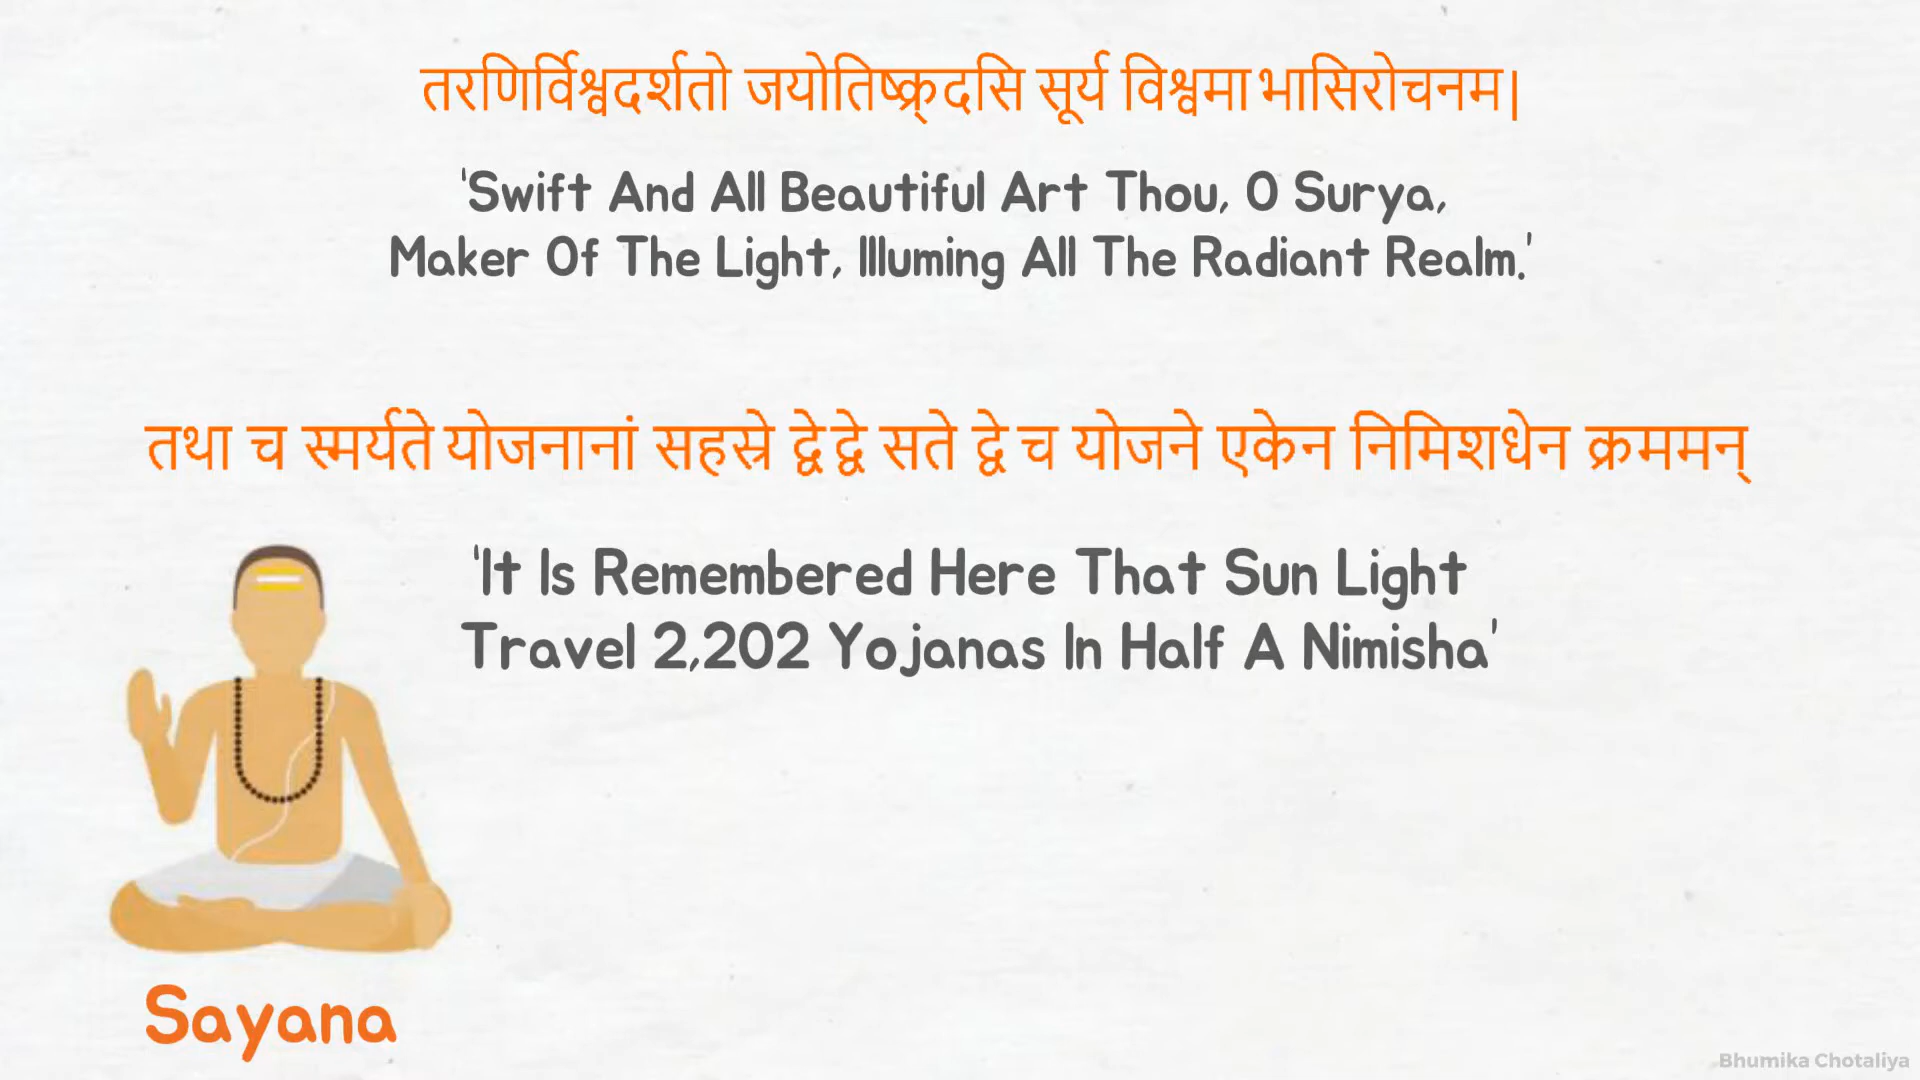 तरणिर्विश्वदर्शतो जयोतिष्क्र्दसि सूर्य विश्वमा भासिरोचनम|
'Swift And All Beautiful Art Thou, O Surya,
Maker Of The Light, Illuming All The Radiant Realm.'
तथा च स्मर्यते योजनानां सहस्रे द्वे द्वे सते द्वे च योजने एकेन निमिशधेन क्रममन्
'It Is Remembered Here That Sun Light
Travel 2,202 Yojanas In Half A Nimisha'
Sayana
Bhumika Chotaliya